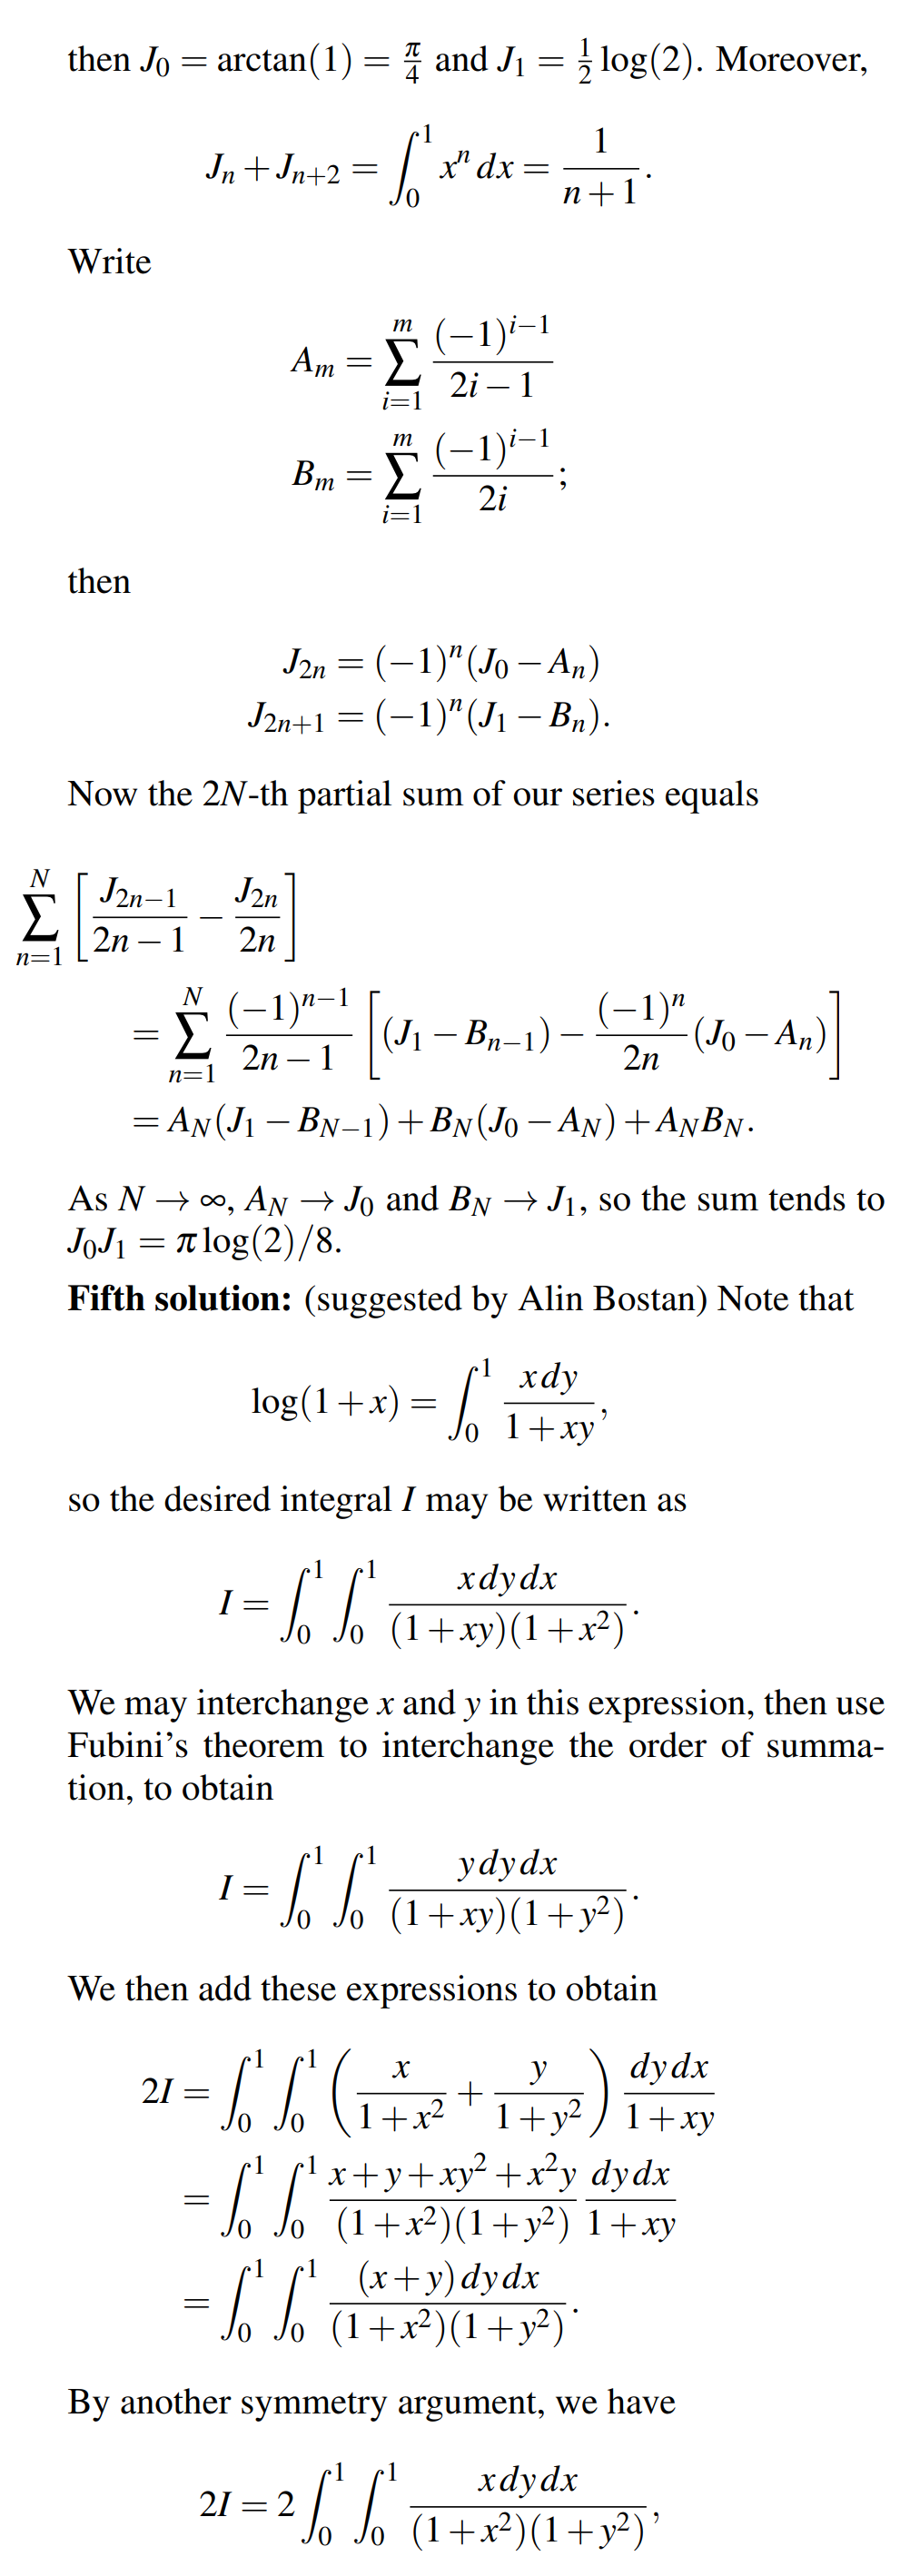 then $J_0 = \arctan(1) = \frac{\pi}{4}$ and $J_1 = \frac{1}{2}\log(2)$. Moreover,
$J_n + J_{n+2} = \int_0^1 x^n \, dx = \frac{1}{n+1}.$
Write
$A_m = \sum_{i=1}^m \frac{(-1)^{i-1}}{2i-1}$
$B_m = \sum_{i=1}^m \frac{(-1)^{i-1}}{2i};$
then
$J_{2n} = (-1)^n (J_0 - A_n)$
$J_{2n+1} = (-1)^n (J_1 - B_n).$
Now the $2N$-th partial sum of our series equals
$\sum_{n=1}^N \left[ \frac{J_{2n-1}}{2n-1} - \frac{J_{2n}}{2n} \right]$
$= \sum_{n=1}^N \frac{(-1)^{n-1}}{2n-1} \left[ (J_1 - B_{n-1}) - \frac{(-1)^n}{2n} (J_0 - A_n) \right]$
$= A_N (J_1 - B_{N-1}) + B_N (J_0 - A_N) + A_N B_N.$
As $N \to \infty$, $A_N \to J_0$ and $B_N \to J_1$, so the sum tends to
$J_0 J_1 = \pi \log(2)/8.$
Fifth solution: (suggested by Alin Bostan) Note that
$\log(1+x) = \int_0^1 \frac{x \, dy}{1+xy},$
so the desired integral $I$ may be written as
$I = \int_0^1 \int_0^1 \frac{x \, dy \, dx}{(1+xy)(1+x^2)}.$
We may interchange $x$ and $y$ in this expression, then use
Fubini's theorem to interchange the order of summa-
tion, to obtain
$I = \int_0^1 \int_0^1 \frac{y \, dy \, dx}{(1+xy)(1+y^2)}.$
We then add these expressions to obtain
$2I = \int_0^1 \int_0^1 \left( \frac{x}{1+x^2} + \frac{y}{1+y^2} \right) \frac{dy \, dx}{1+xy}$
$= \int_0^1 \int_0^1 \frac{x+y+xy^2+x^2y}{(1+x^2)(1+y^2)} \frac{dy \, dx}{1+xy}$
$= \int_0^1 \int_0^1 \frac{(x+y) \, dy \, dx}{(1+x^2)(1+y^2)}.$
By another symmetry argument, we have
$2I = 2 \int_0^1 \int_0^1 \frac{x \, dy \, dx}{(1+x^2)(1+y^2)},$